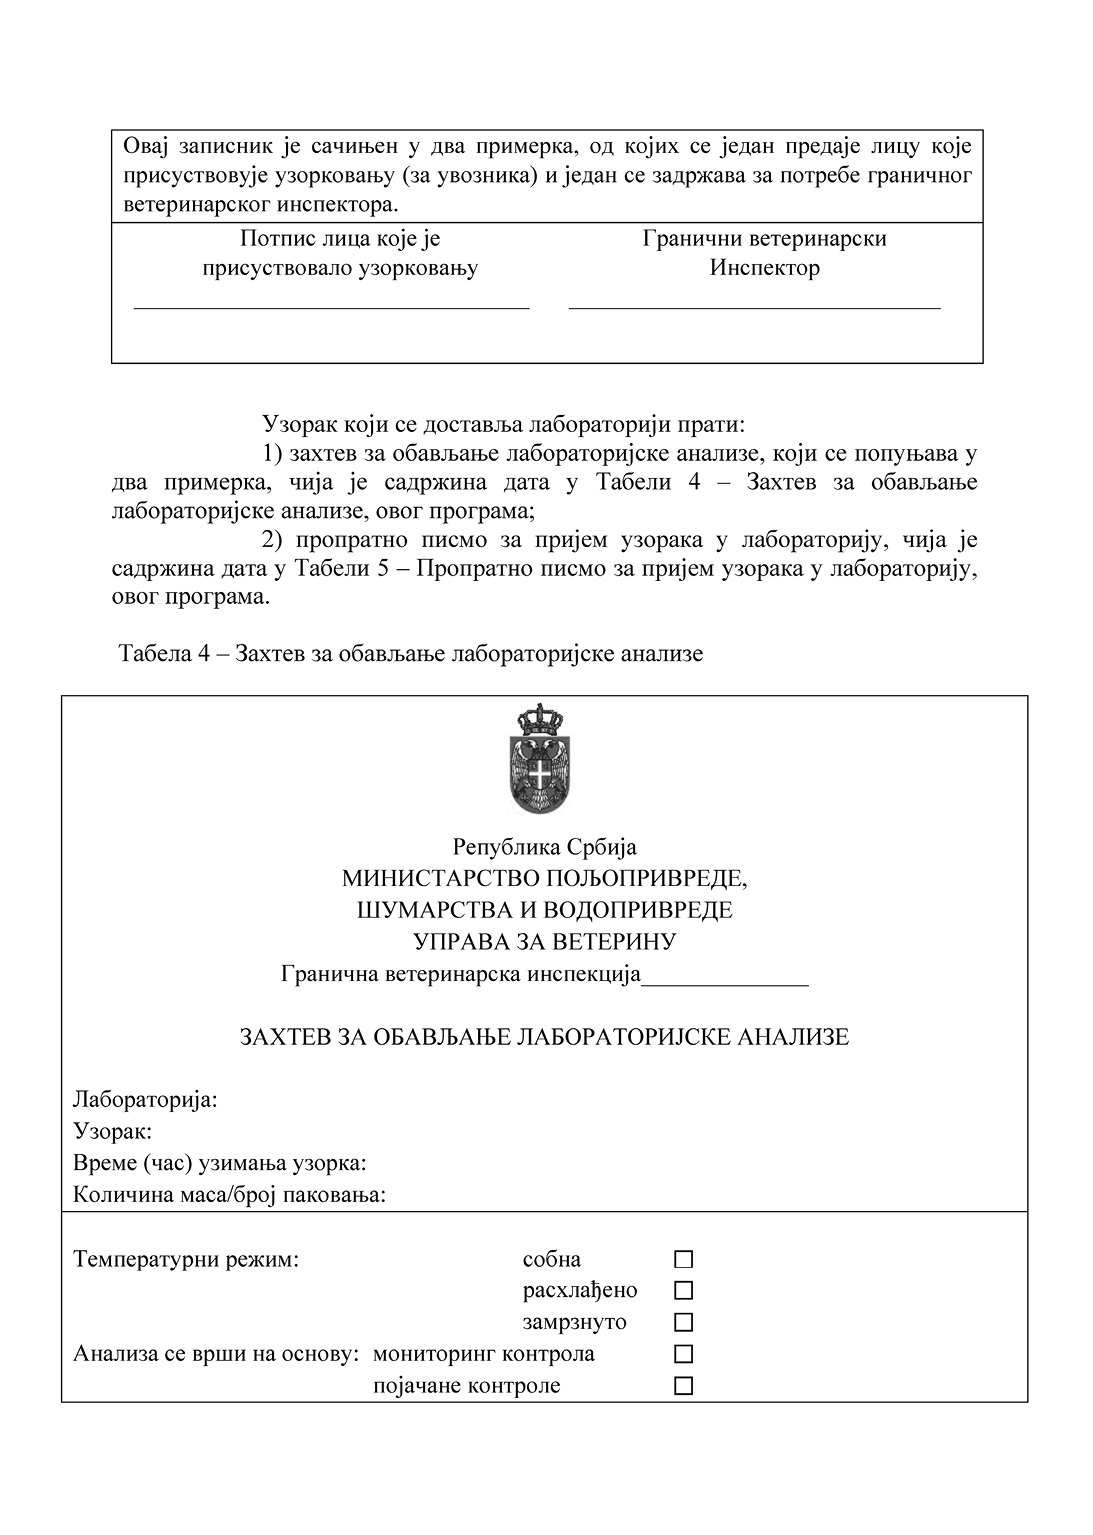 Овај записник је сачињен у два примерка, од којих се један предаје лицу које
присуствовује узорковању (за увозника) и један се задржава за потребе граничног
ветеринарског инспектора.
Потпис лица које је
присуствовало узорковању
Гранични ветеринарски
Инспектор
Узорак који се доставља лабораторији прати:
1) захтев за обављање лабораторијске анализе, који се попуњава у
два примерка, чија је садржина дата у Табели 4 – Захтев за обављање
лабораторијске анализе, овог програма;
2) пропратно писмо за пријем узорака у лабораторију, чија је
садржина дата у Табели 5 – Пропратно писмо за пријем узорака у лабораторију,
овог програма.
Табела 4 – Захтев за обављање лабораторијске анализе
Република Србија
МИНИСТАРСТВО ПОЉОПРИВРЕДЕ,
ШУМАРСТВА И ВОДОПРИВРЕДЕ
УПРАВА ЗА ВЕТЕРИНУ
Гранична ветеринарска инспекција______________
ЗАХТЕВ ЗА ОБАВЉАЊЕ ЛАБОРАТОРИЈСКЕ АНАЛИЗЕ
Лабораторија:
Узорак:
Време (час) узимања узорка:
Количина маса/број паковања:
Температурни режим: собна ☐
расхлађено ☐
замрзнуто ☐
Анализа се врши на основу: мониторинг контрола ☐
појачане контроле ☐